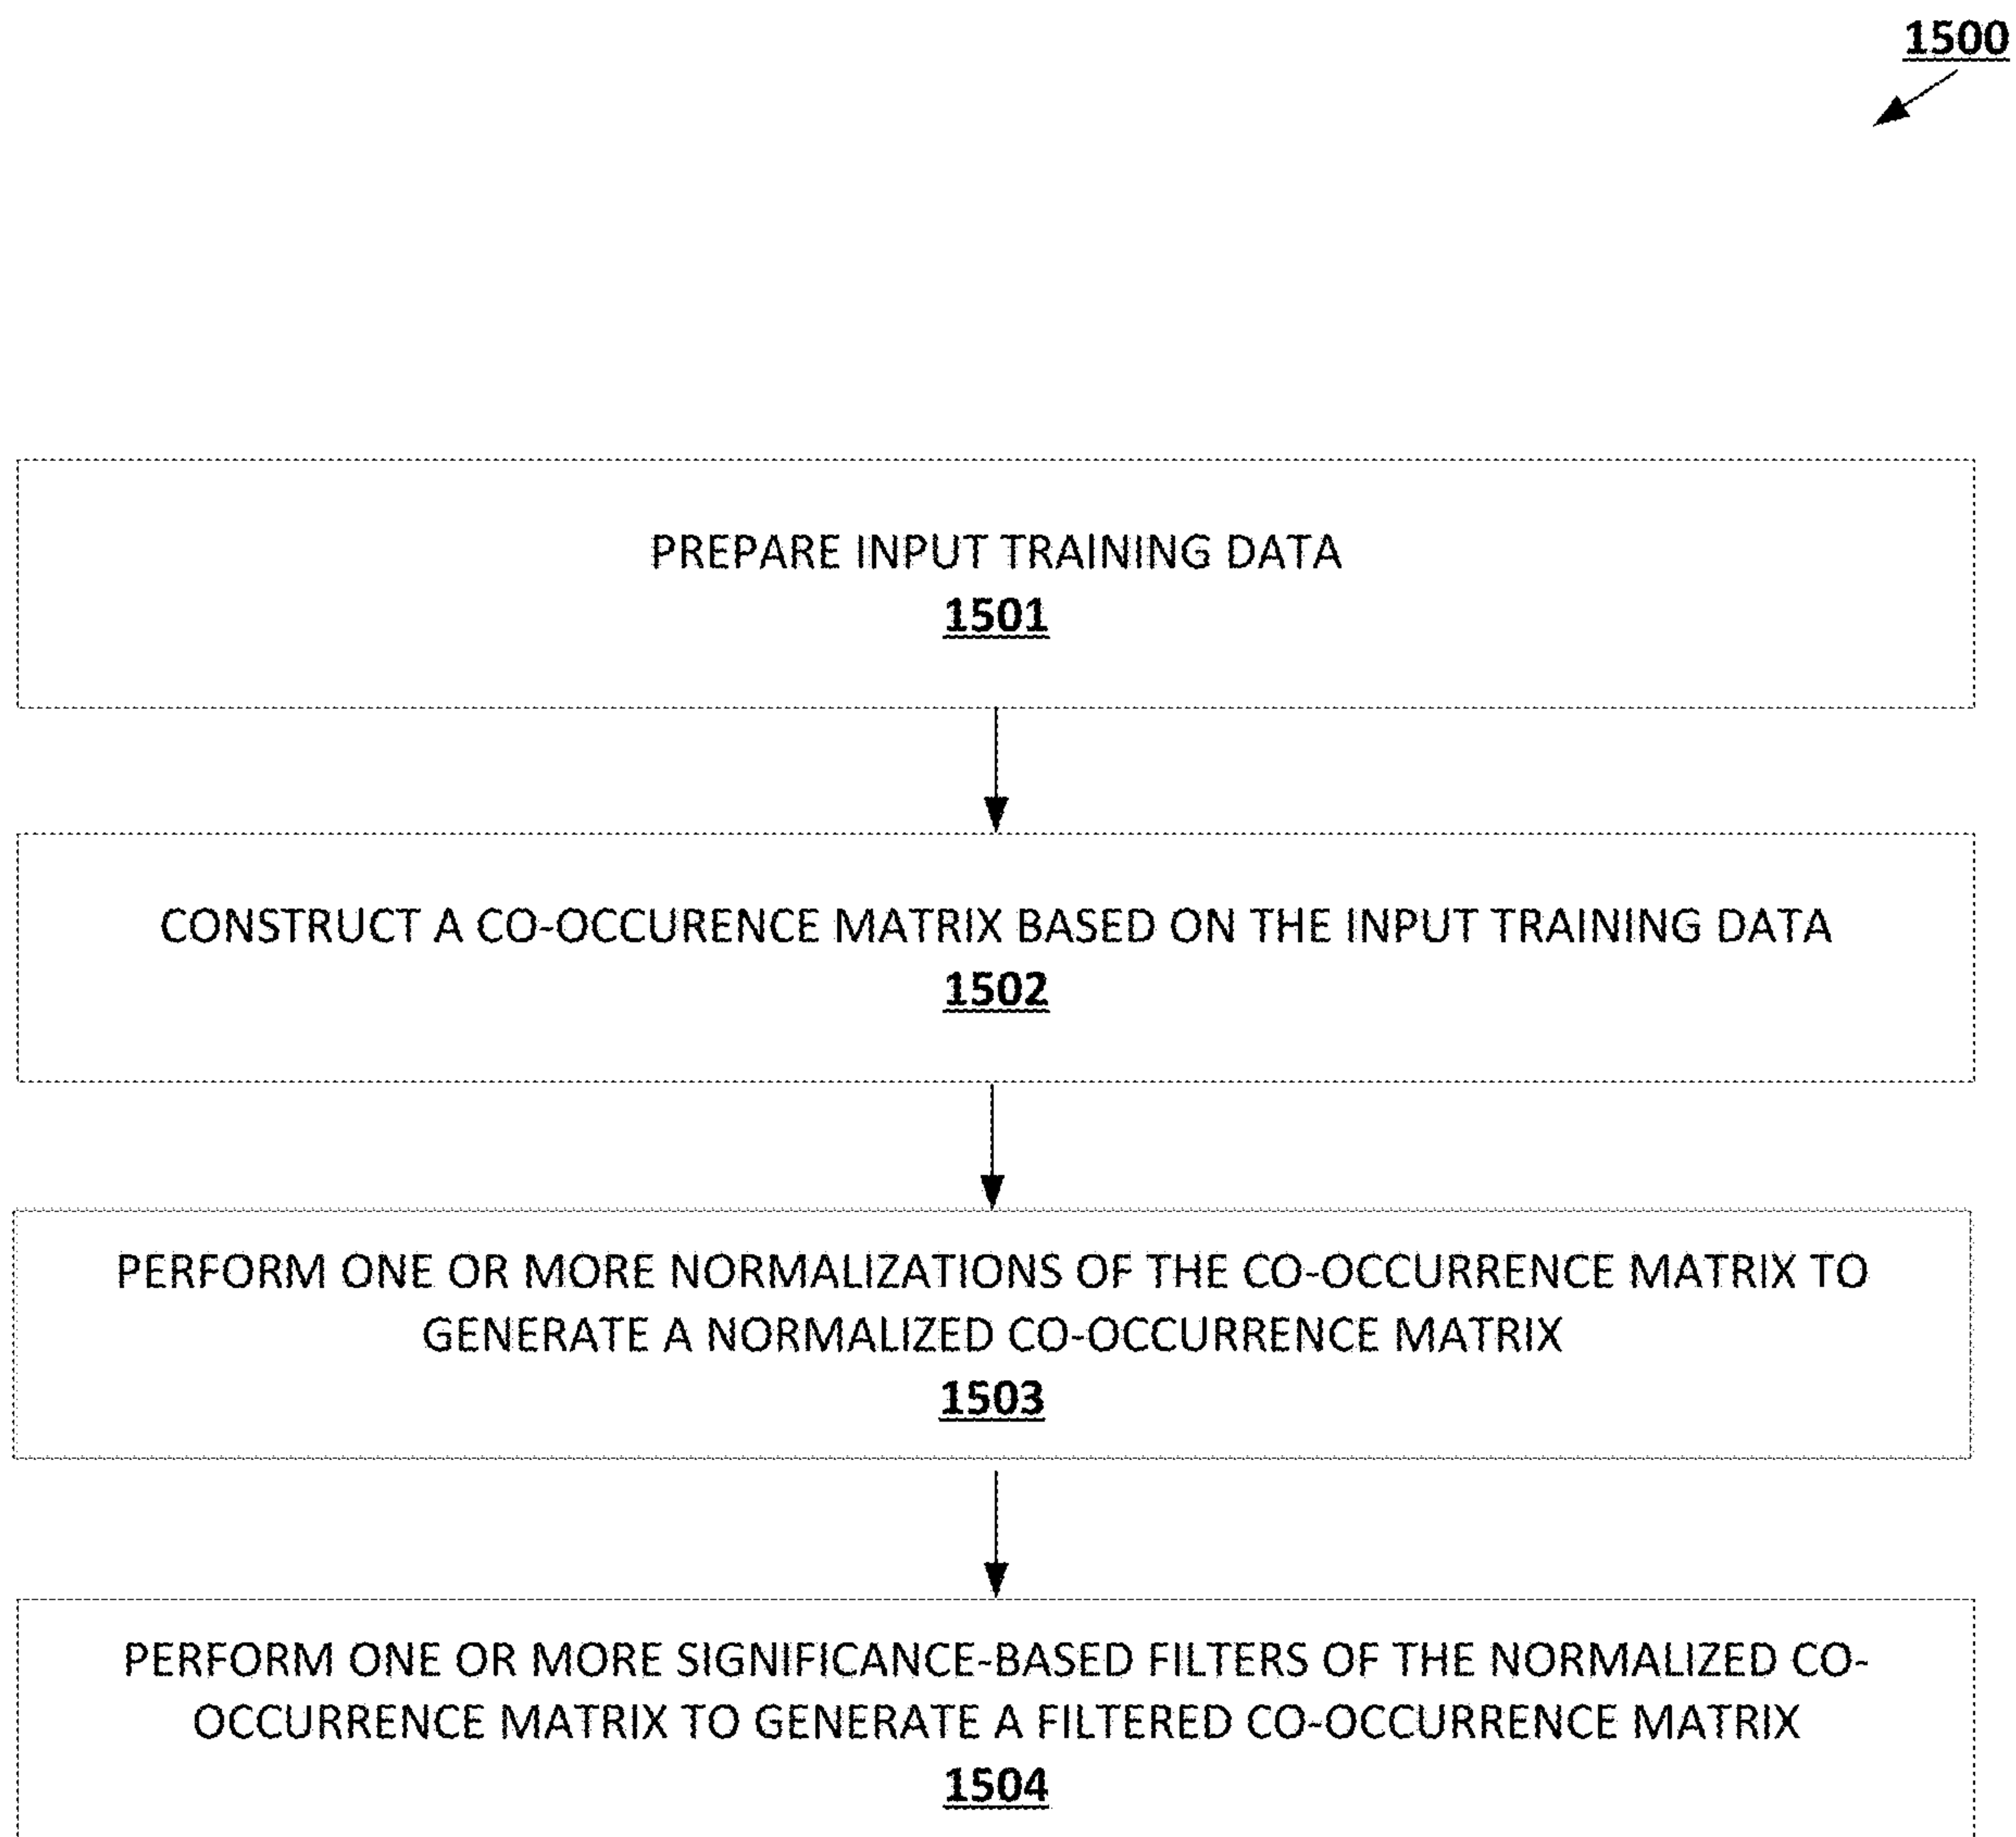 1500
PREPARE INPUT TRAINING DATA
1501
CONSTRUCT A CO-OCCURENCE MATRIX BASED ON THE INPUT TRAINING DATA
1502
PERFORM ONE OR MORE NORMALIZATIONS OF THE CO-OCCURRENCE MATRIX TO
GENERATE A NORMALIZED CO-OCCURRENCE MATRIX
1503
PERFORM ONE OR MORE SIGNIFICANCE-BASED FILTERS OF THE NORMALIZED CO-
OCCURRENCE MATRIX TO GENERATE A FILTERED CO-OCCURRENCE MATRIX
1504